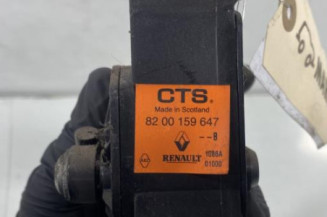 CTS.
Made in Scotland
82 00 159 647
--B
RENAULT